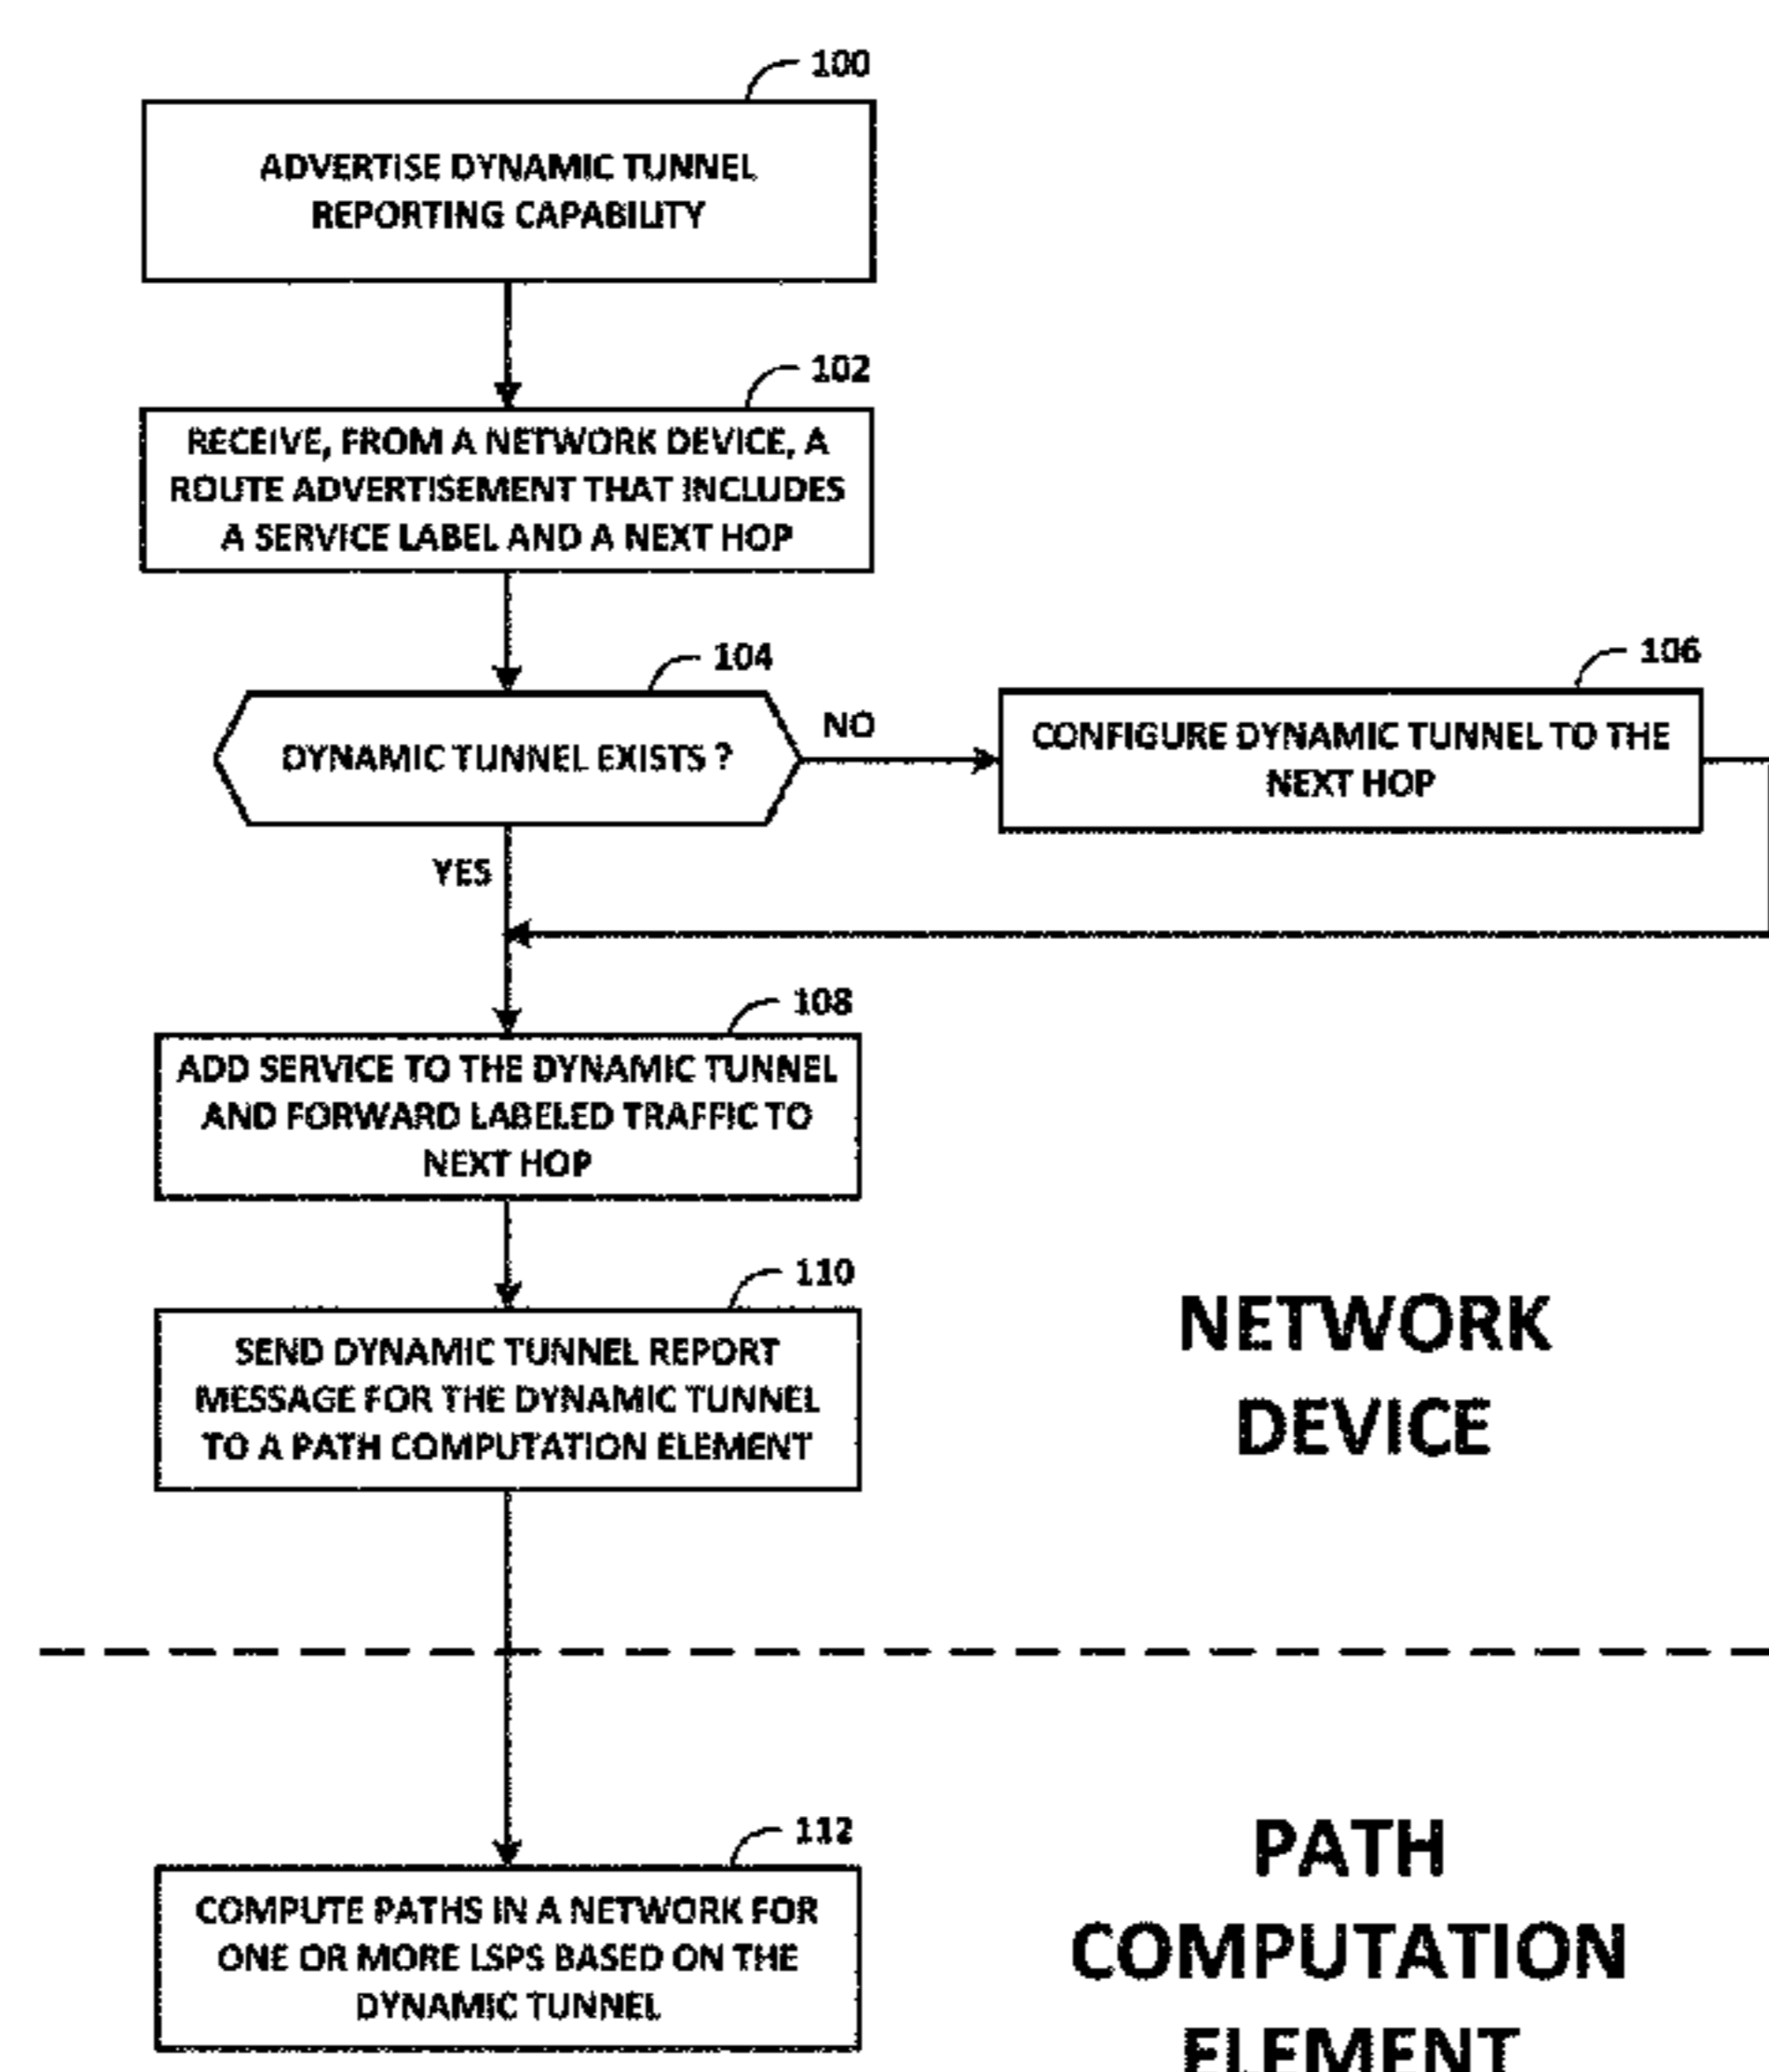 100
ADVERTISE DYNAMIC TUNNEL
REPORTING CAPABILITY
102
RECEIVE, FROM A NETWORK DEVICE, A
ROUTE ADVERTISEMENT THAT INCLUDES
A SERVICE LABEL AND A NEXT HOP
104
DYNAMIC TUNNEL EXISTS ?
NO
106
CONFIGURE DYNAMIC TUNNEL TO THE
NEXT HOP
YES
108
ADD SERVICE TO THE DYNAMIC TUNNEL
AND FORWARD LABELED TRAFFIC TO
NEXT HOP
110
SEND DYNAMIC TUNNEL REPORT
MESSAGE FOR THE DYNAMIC TUNNEL
TO A PATH COMPUTATION ELEMENT
NETWORK
DEVICE
112
COMPUTE PATHS IN A NETWORK FOR
ONE OR MORE LSPS BASED ON THE
DYNAMIC TUNNEL
PATH
COMPUTATION
ELEMENT